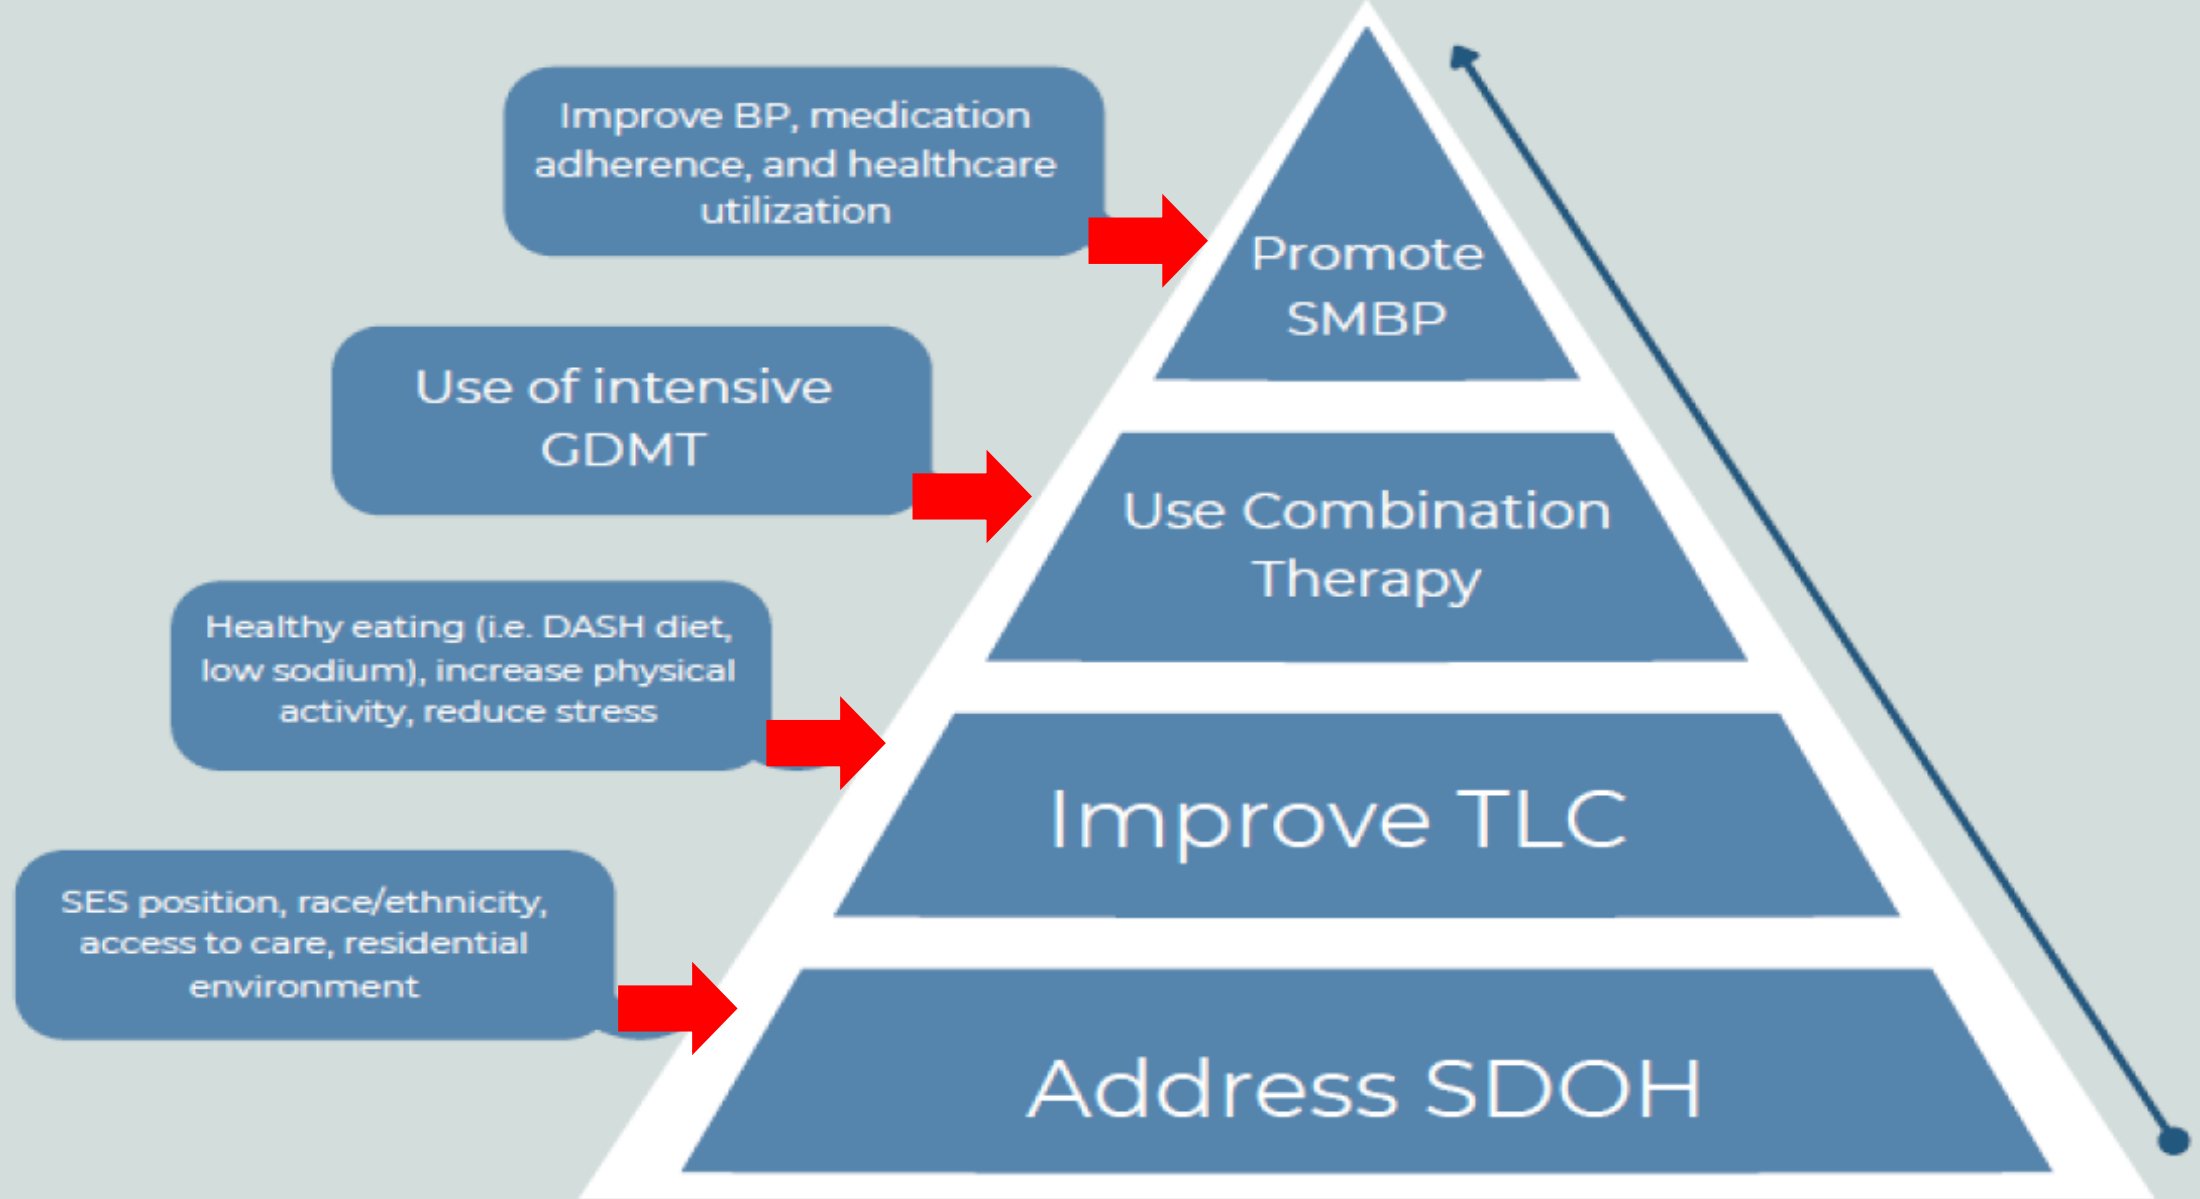 Improve BP, medication
adherence, and healthcare
utilization
Promote
SMBP
Use of intensive
GDMT
Use Combination
Therapy
Healthy eating (i.e. DASH diet,
low sodium), increase physical
activity, reduce stress
Improve TLC
SES position, race/ethnicity,
access to care, residential
environment
Address SDOH